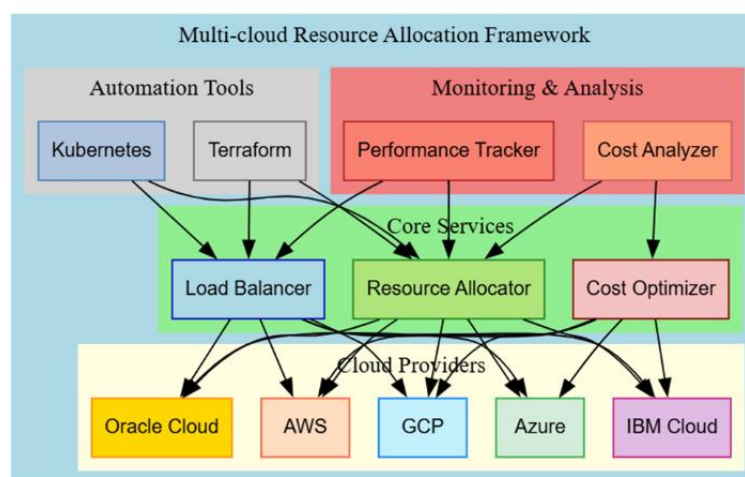 Multi-cloud Resource Allocation Framework
Automation Tools
Monitoring & Analysis
Kubernetes
Terraform
Performance Tracker
Cost Analyzer
Core Services
Load Balancer
Resource Allocator
Cost Optimizer
Cloud Providers
Oracle Cloud
AWS
GCP
Azure
IBM Cloud